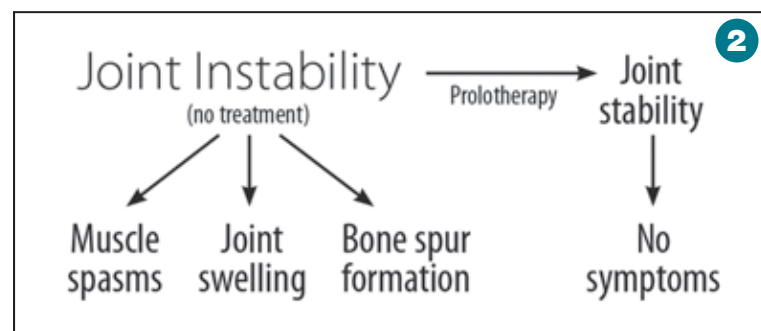 2
Joint Instability
(no treatment)
Prolotherapy
Joint
stability
Muscle
spasms
Joint
swelling
Bone spur
formation
No
symptoms